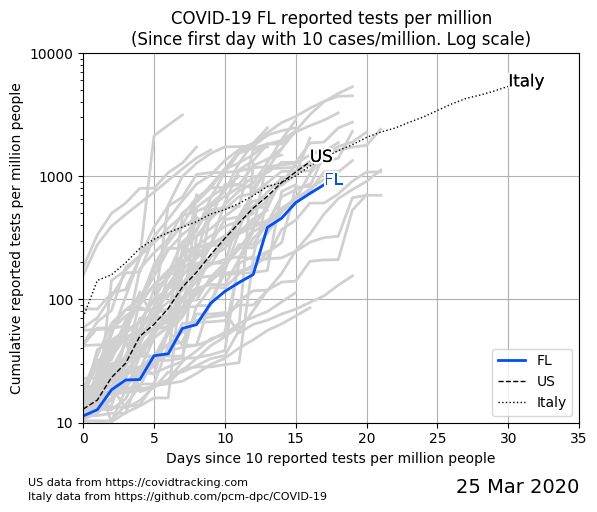 COVID-19 FL reported tests per million
(Since first day with 10 cases/million. Log scale)
Cumulative reported tests per million people
10000
1000
100
10
Italy
US
FL
FL
US
Italy
0 5 10 15 20 25 30 35
Days since 10 reported tests per million people
US data from https://covidtracking.com
Italy data from https://github.com/pcm-dpc/COVID-19
25 Mar 2020